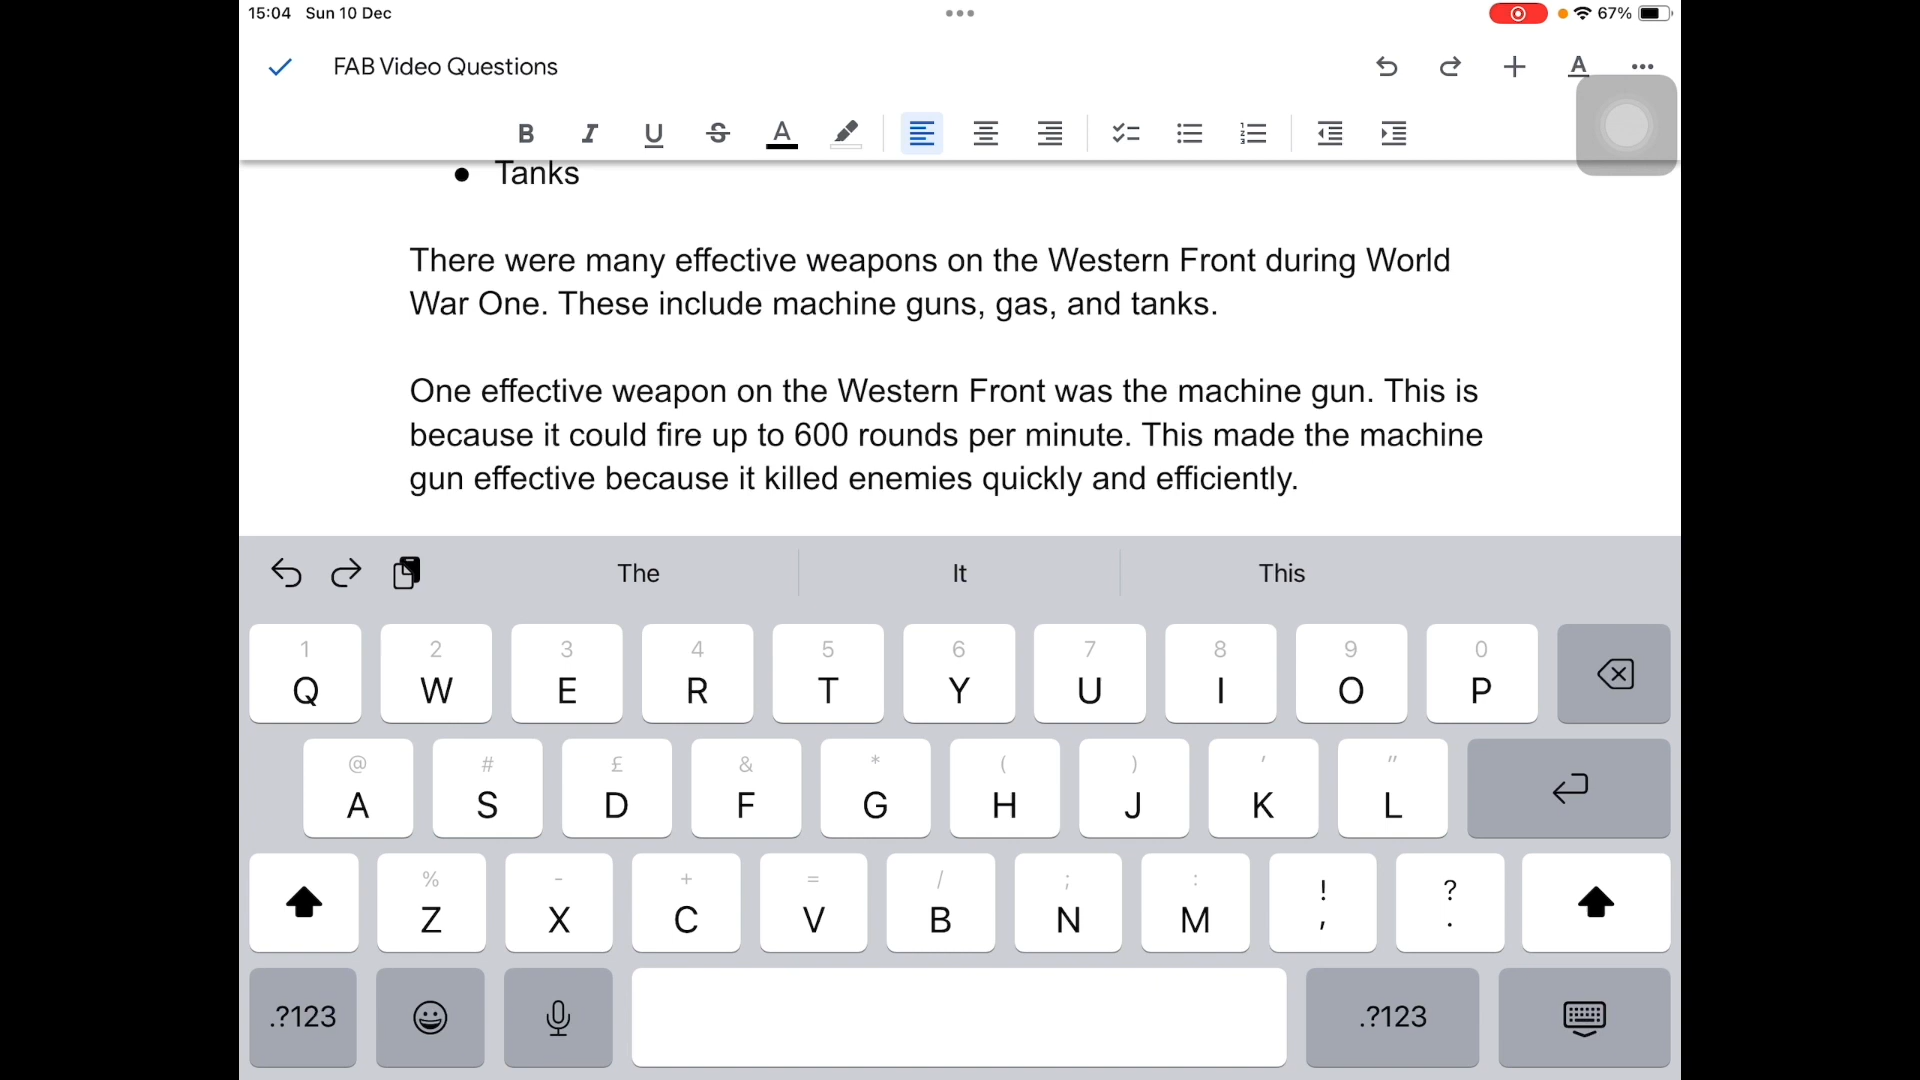 15:04 Sun 10 Dec
67%
FAB Video Questions
B I U S A
• Tanks
There were many effective weapons on the Western Front during World
War One. These include machine guns, gas, and tanks.
One effective weapon on the Western Front was the machine gun. This is
because it could fire up to 600 rounds per minute. This made the machine
gun effective because it killed enemies quickly and efficiently.
The It This
1 2 3 4 5 6 7 8 9 0
Q W E R T Y U I O P
@ # £ & * ( ) ' "
A S D F G H J K L
% - + = / ; : ! ?
Z X C V B N M , .
.?123 .?123